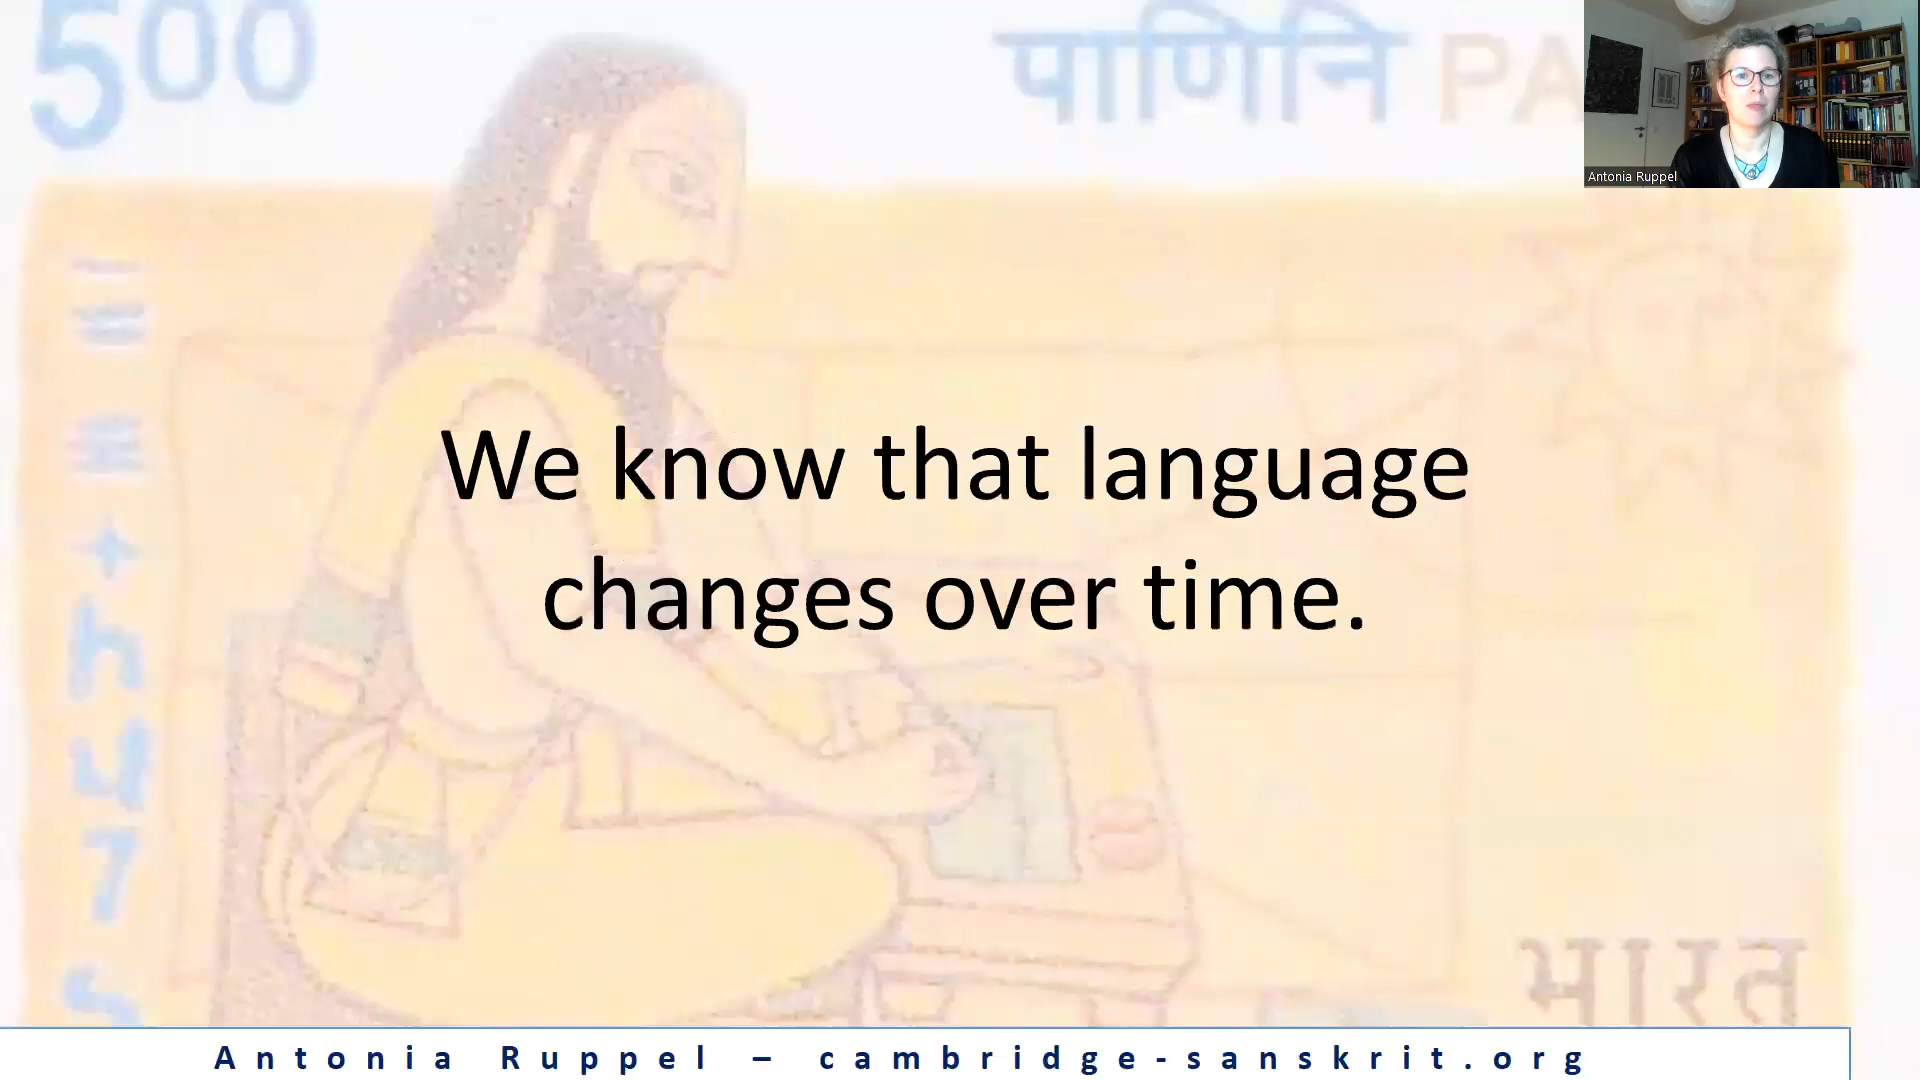 500
पाणिनि PA
Antonia Ruppel
We know that language
changes over time.
भारत
Antonia Ruppel – cambridge-sanskrit.org